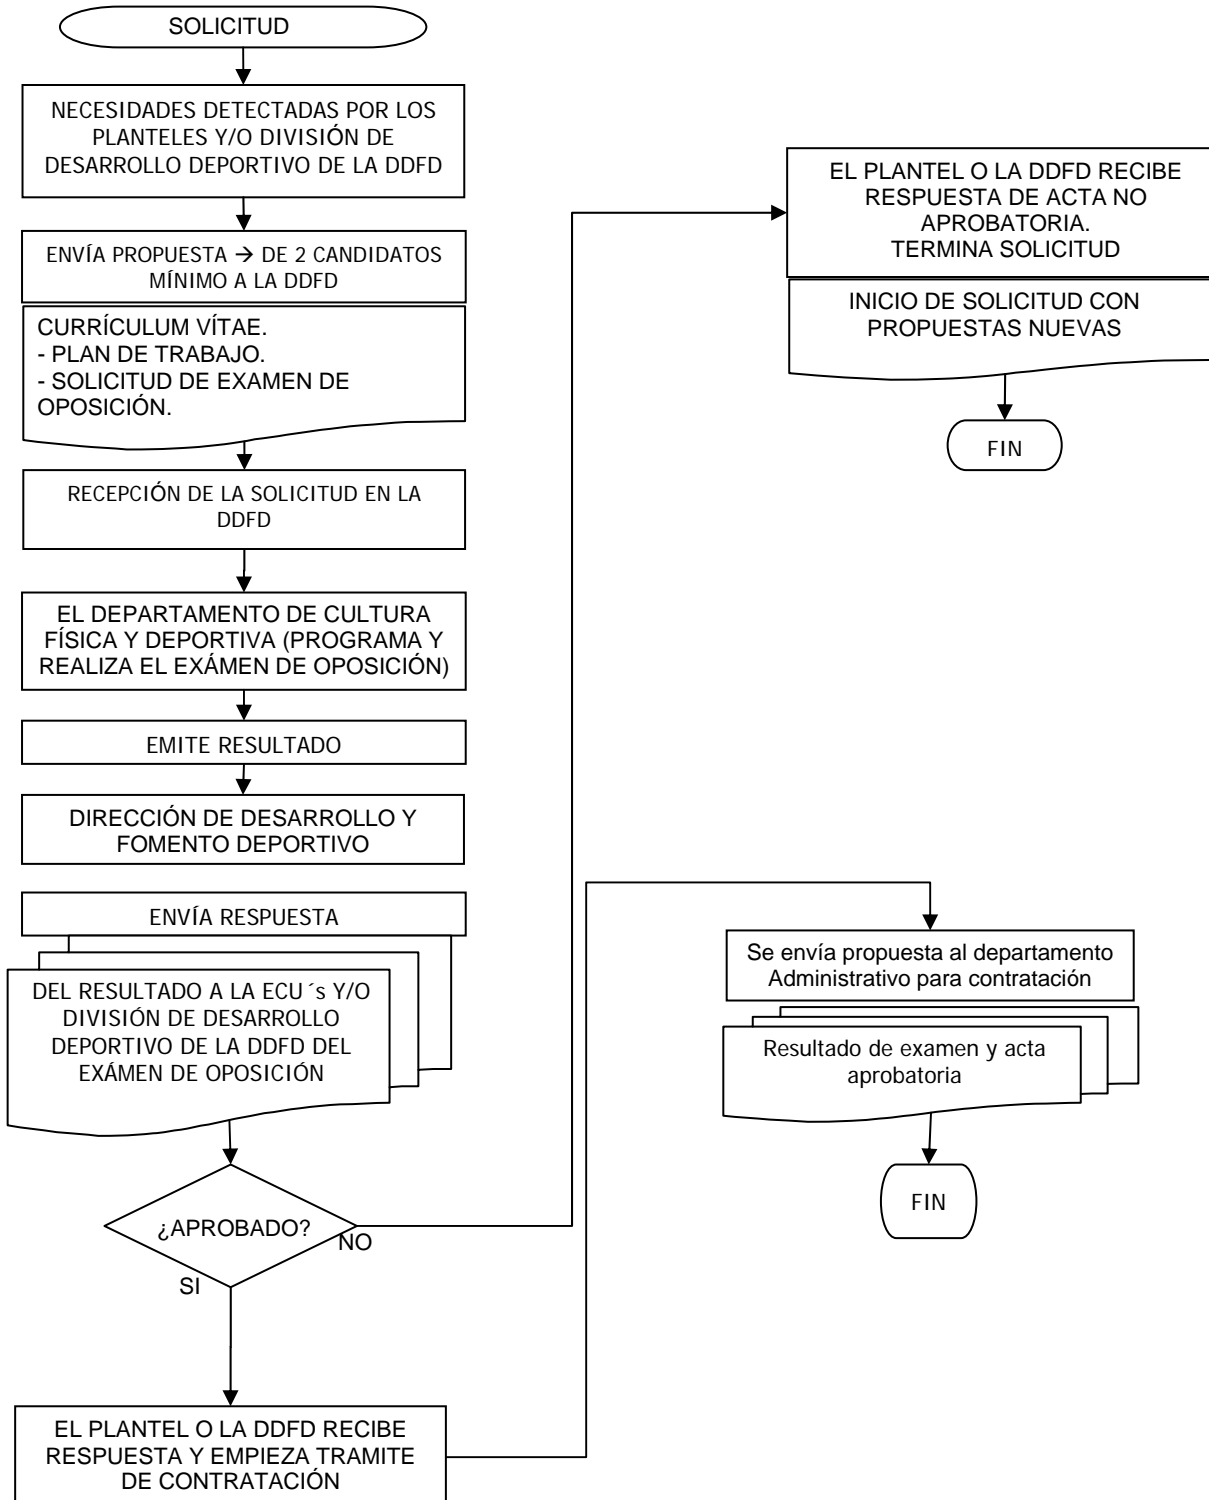 SOLICITUD
NECESIDADES DETECTADAS POR LOS
PLANTELES Y/O DIVISIÓN DE
DESARROLLO DEPORTIVO DE LA DDFD
ENVÍA PROPUESTA → DE 2 CANDIDATOS
MÍNIMO A LA DDFD
CURRÍCULUM VÍTAE.
- PLAN DE TRABAJO.
- SOLICITUD DE EXAMEN DE
OPOSICIÓN.
RECEPCIÓN DE LA SOLICITUD EN LA
DDFD
EL DEPARTAMENTO DE CULTURA
FÍSICA Y DEPORTIVA (PROGRAMA Y
REALIZA EL EXÁMEN DE OPOSICIÓN)
EMITE RESULTADO
DIRECCIÓN DE DESARROLLO Y
FOMENTO DEPORTIVO
ENVÍA RESPUESTA
DEL RESULTADO A LA ECU´s Y/O
DIVISIÓN DE DESARROLLO
DEPORTIVO DE LA DDFD DEL
EXÁMEN DE OPOSICIÓN
¿APROBADO?
NO
SI
EL PLANTEL O LA DDFD RECIBE
RESPUESTA Y EMPIEZA TRAMITE
DE CONTRATACIÓN
EL PLANTEL O LA DDFD RECIBE
RESPUESTA DE ACTA NO
APROBATORIA.
TERMINA SOLICITUD
INICIO DE SOLICITUD CON
PROPUESTAS NUEVAS
FIN
Se envía propuesta al departamento
Administrativo para contratación
Resultado de examen y acta
aprobatoria
FIN